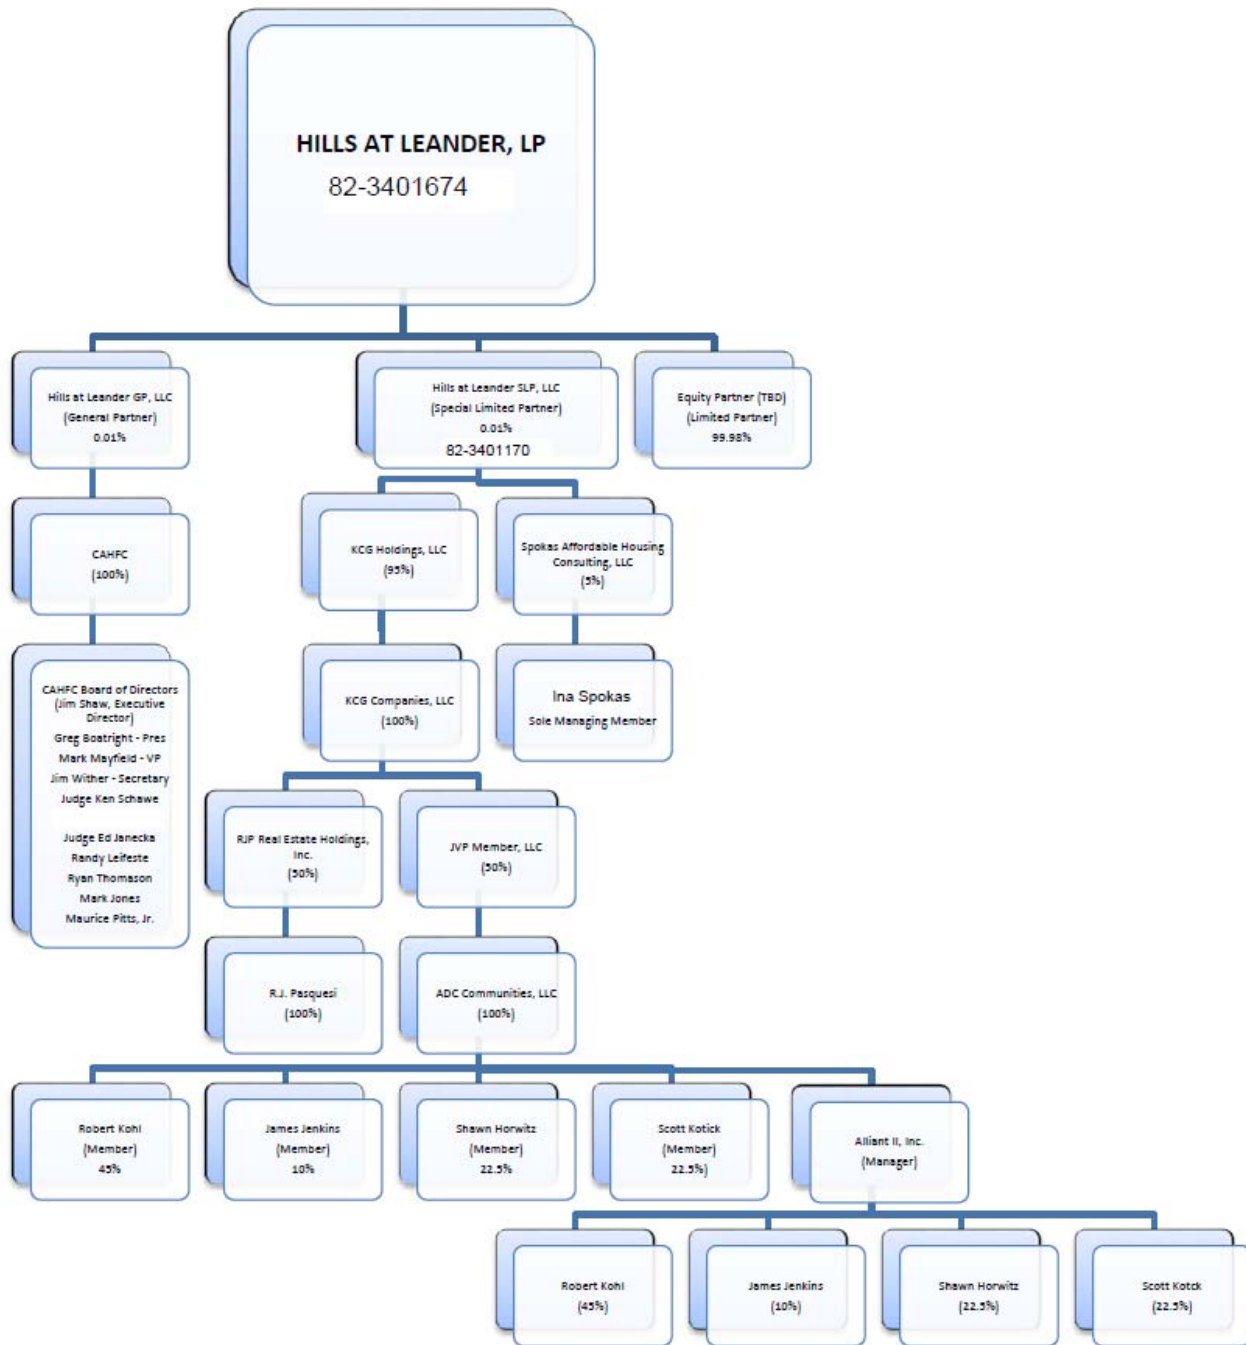 HILLS AT LEANDER, LP
82-3401674
Hills at Leander GP, LLC
(General Partner)
0.01%
Hills at Leander SLP, LLC
(Special Limited Partner)
0.01%
82-3401170
Equity Partner (TBD)
(Limited Partner)
99.98%
CAHFC
(100%)
KCG Holdings, LLC
(95%)
Spokas Affordable Housing
Consulting, LLC
(5%)
CAHFC Board of Directors
(Jim Shaw, Executive
Director)
Greg Boatright - Pres
Mark Mayfield - VP
Jim Wither - Secretary
Judge Ken Schawe
Judge Ed Janecka
Randy Leifeste
Ryan Thomason
Mark Jones
Maurice Pitts, Jr.
KCG Companies, LLC
(100%)
Ina Spokas
Sole Managing Member
RJP Real Estate Holdings,
Inc.
(50%)
JVP Member, LLC
(50%)
R.J. Pasquesi
(100%)
ADC Communities, LLC
(100%)
Robert Kohl
(Member)
45%
James Jenkins
(Member)
10%
Shawn Horwitz
(Member)
22.5%
Scott Kotick
(Member)
22.5%)
Alliant II, Inc.
(Manager)
Robert Kohl
(45%)
James Jenkins
(10%)
Shawn Horwitz
(22.5%)
Scott Kotck
(22.5%)